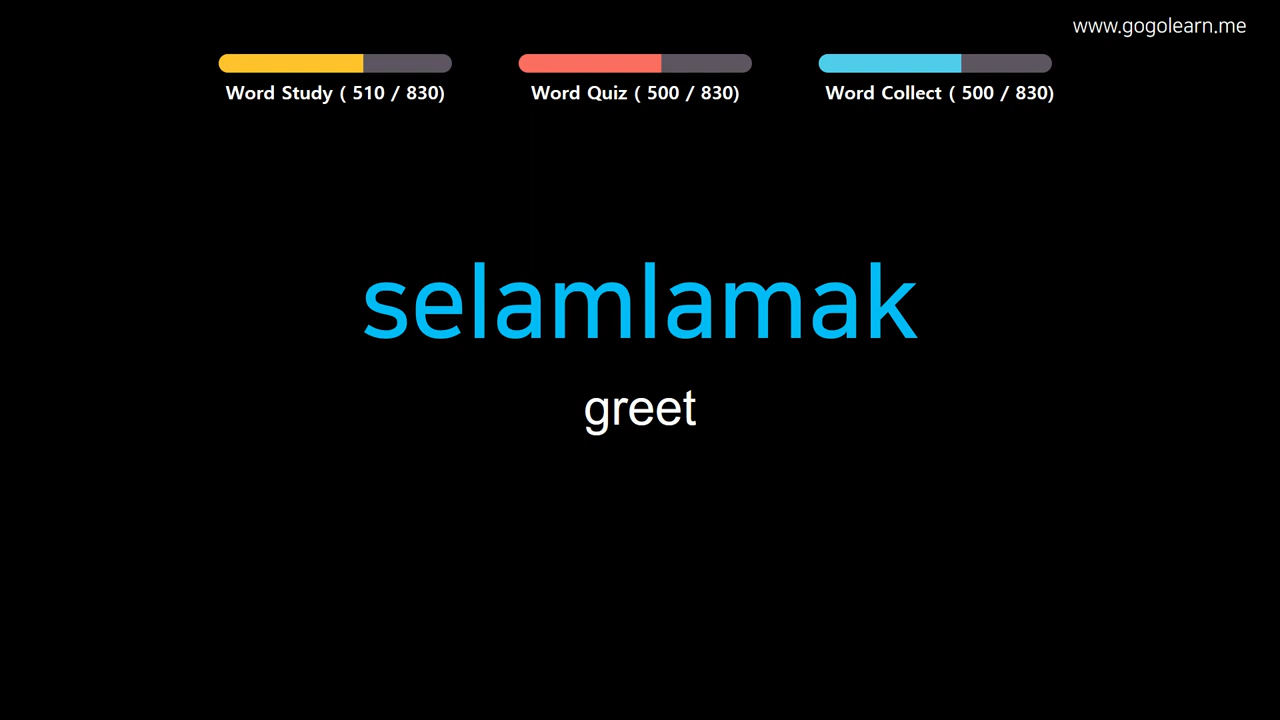 www.gogolearn.me
Word Study ( 510 / 830)
Word Quiz ( 500 / 830)
Word Collect ( 500 / 830)
selamlamak
greet